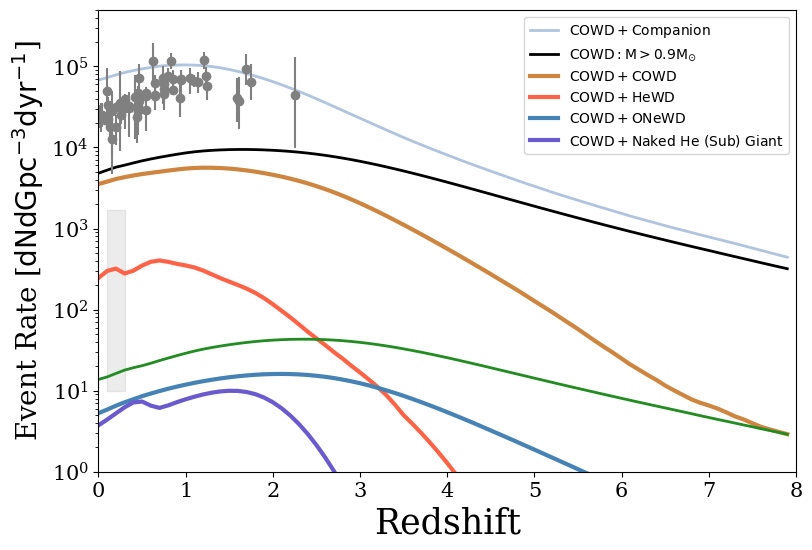 Event Rate [dNdGpc⁻³dyr⁻¹]
10⁵
10⁴
10³
10²
10¹
10⁰
COWD + Companion
COWD : M > 0.9M⊙
COWD + COWD
COWD + HeWD
COWD + ONeWD
COWD + Naked He (Sub) Giant
0 1 2 3 4 5 6 7 8
Redshift